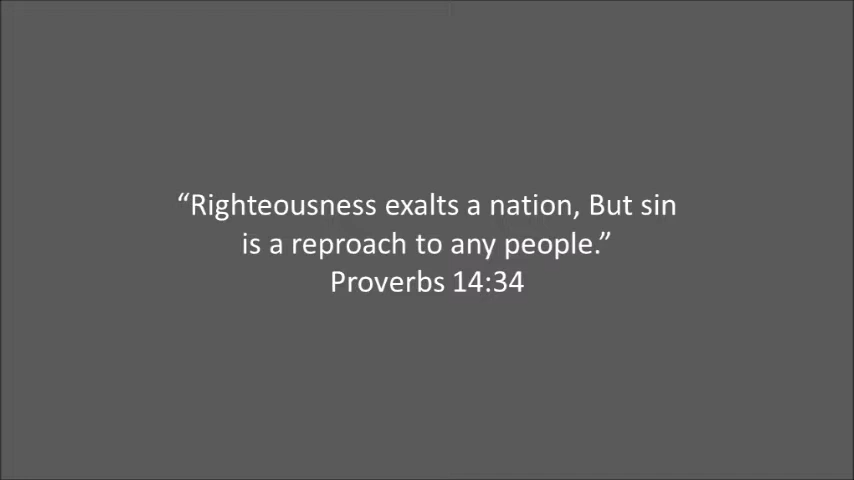 “Righteousness exalts a nation, But sin
is a reproach to any people.”
Proverbs 14:34